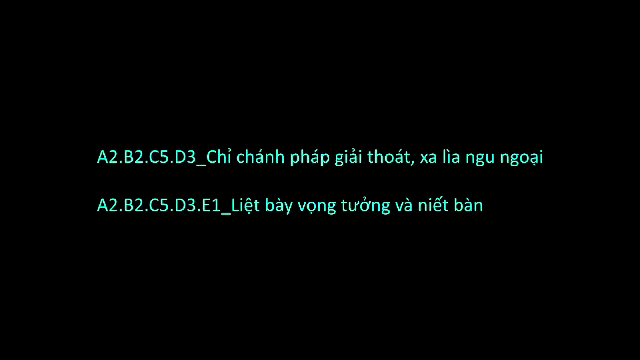 A2.B2.C5.D3_Chỉ chánh pháp giải thoát, xa lìa ngu ngoại
A2.B2.C5.D3.E1_Liệt bày vọng tưởng và niết bàn